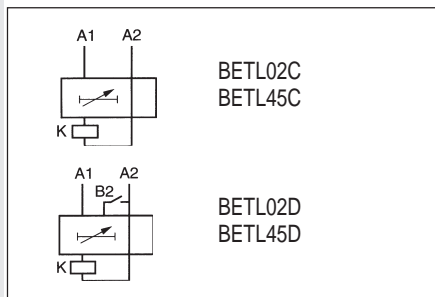 A1 A2
BETL02C
BETL45C
K
A1 A2
B2
BETL02D
BETL45D
K